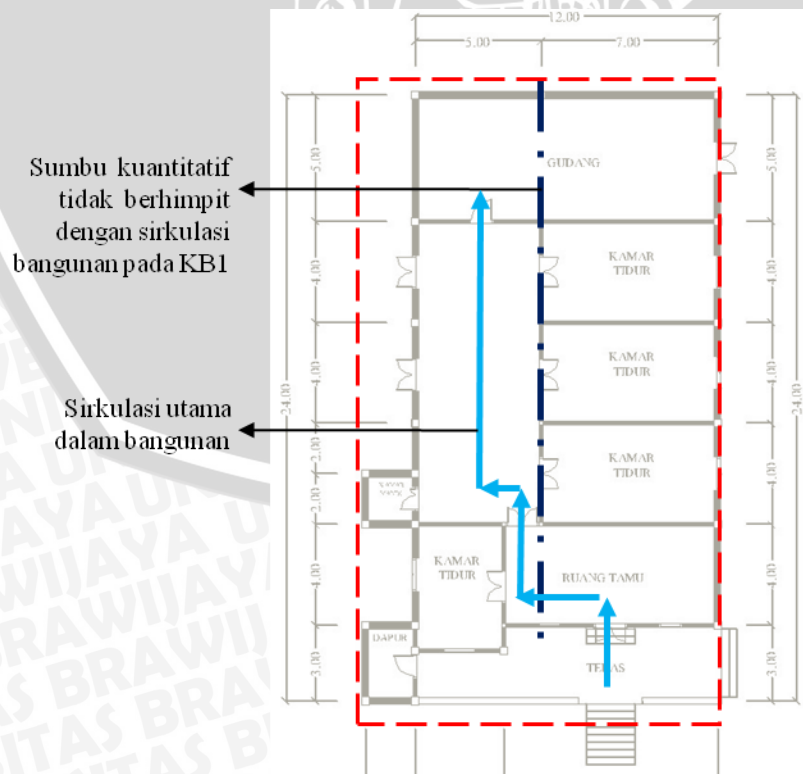 12.00
5.00
7.00
Sumbu kuantitatif
tidak berhimpit
dengan sirkulasi
bangunan pada KB1
Sirkulasi utama
dalam bangunan
GUDANG
KAMAR
TIDUR
KAMAR
TIDUR
KAMAR
TIDUR
KAMAR
TIDUR
RUANG TAMU
DAPUR
TERAS
24.00
5.00
4.00
4.00
2.00
2.00
4.00
3.00
5.00
4.00
4.00
4.00
4.00
3.00
24.00